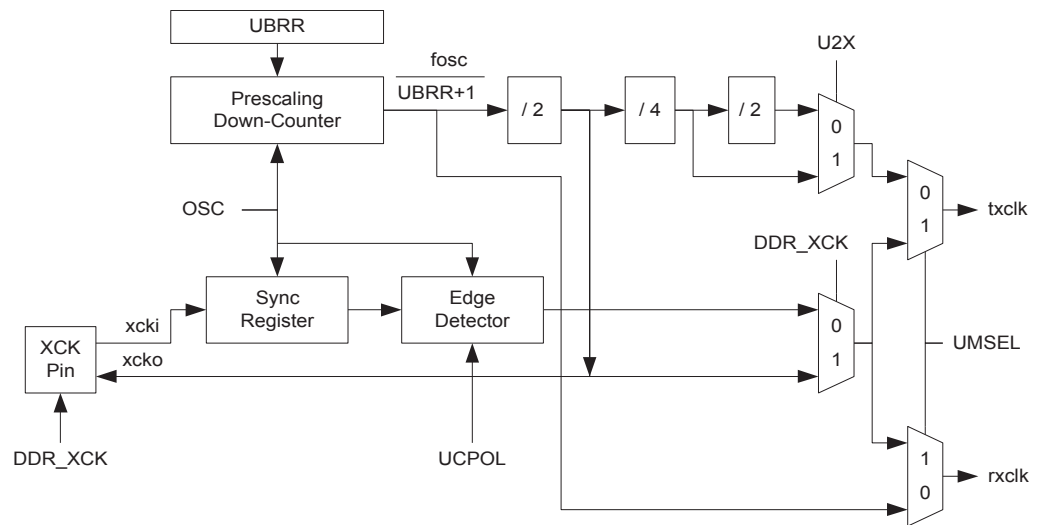 UBRR
fosc
UBRR+1
U2X
Prescaling
Down-Counter
/ 2
/ 4
/ 2
0
1
OSC
0
1
txclk
DDR_XCK
Sync
Register
Edge
Detector
xcki
0
1
XCK
Pin
xcko
UMSEL
DDR_XCK
UCPOL
1
0
rxclk